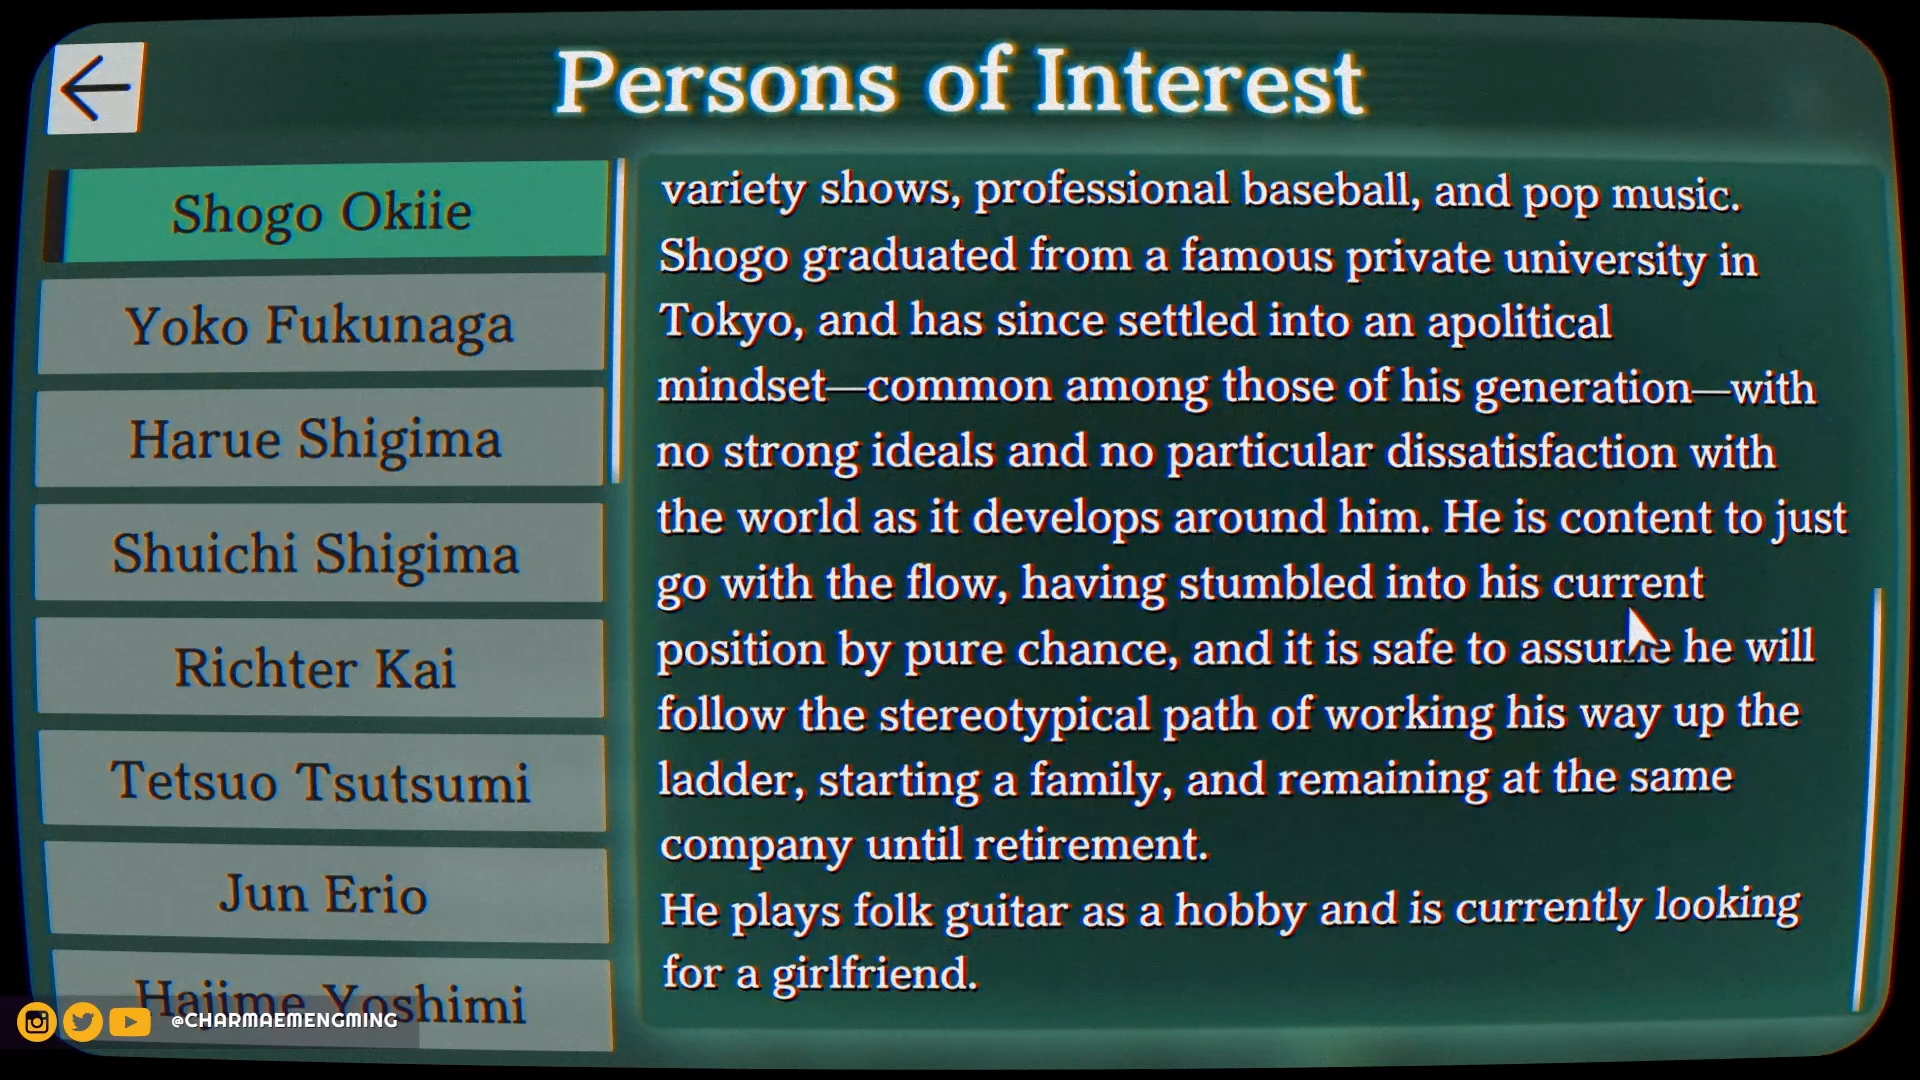 Persons of Interest
Shogo Okiie
Yoko Fukunaga
Harue Shigima
Shuichi Shigima
Richter Kai
Tetsuo Tsutsumi
Jun Erio
Hajime Yoshimi
variety shows, professional baseball, and pop music.
Shogo graduated from a famous private university in
Tokyo, and has since settled into an apolitical
mindset—common among those of his generation—with
no strong ideals and no particular dissatisfaction with
the world as it develops around him. He is content to just
go with the flow, having stumbled into his current
position by pure chance, and it is safe to assume he will
follow the stereotypical path of working his way up the
ladder, starting a family, and remaining at the same
company until retirement.
He plays folk guitar as a hobby and is currently looking
for a girlfriend.
@CHARMAEMENGMING